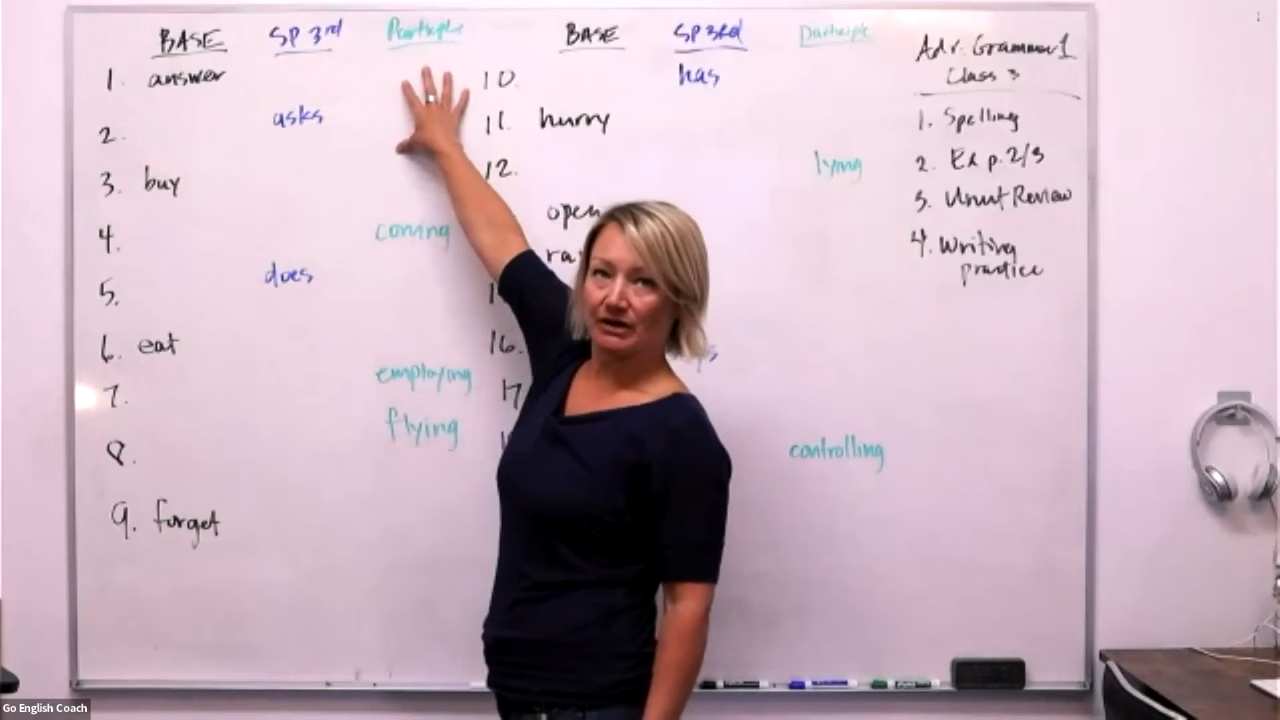 BASE SP 3rd Participle BASE SP 3rd Participle
Adv. Grammar 1
Class 3
1. answer
10. has
2. asks
11. hurry
1. Spelling
3. buy
12. lying
2. Ex p. 2/3
4. coming
open
3. Unit Review
5. does
4. Writing
practice
6. eat
16.
7. employing
17
8. flying
controlling
9. forget
Go English Coach